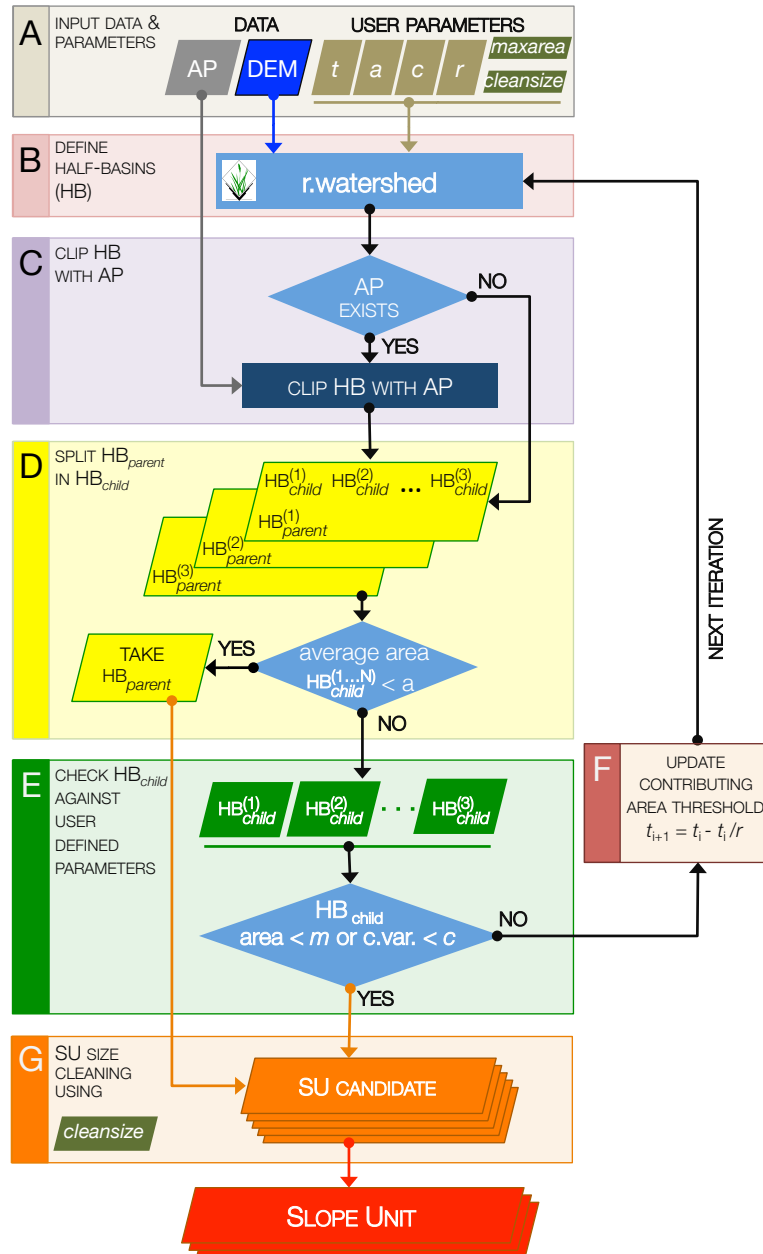 A
INPUT DATA &
PARAMETERS
DATA
USER PARAMETERS
AP
DEM
t a c r
maxarea
cleansize
B
DEFINE
HALF-BASINS
(HB)
r.watershed
C
CLIP HB
WITH AP
AP
EXISTS
NO
YES
CLIP HB WITH AP
D
SPLIT HBparent
IN HBchild
HB(1)child HB(2)child ... HB(3)child
HB(1)parent
HB(2)parent
HB(3)parent
TAKE
HBparent
YES
average area
HB(1...N)child < a
NO
NEXT ITERATION
E
CHECK HBchild
AGAINST
USER
DEFINED
PARAMETERS
HB(1)child HB(2)child ... HB(3)child
HB child
area < m or c.var. < c
NO
YES
F
UPDATE
CONTRIBUTING
AREA THRESHOLD
ti+1 = ti - ti/r
G
SU SIZE
CLEANING
USING
cleansize
SU CANDIDATE
SLOPE UNIT